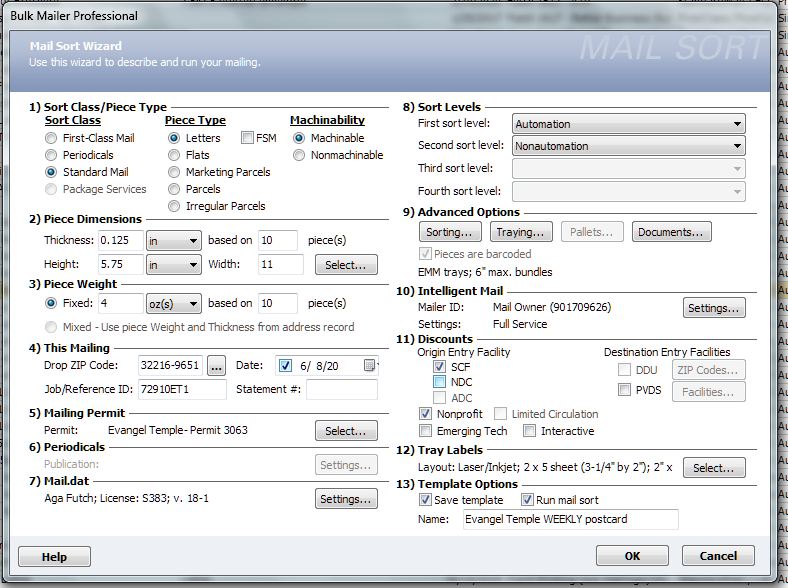 Bulk Mailer Professional
Mail Sort Wizard
Use this wizard to describe and run your mailing.
MAIL SORT
1) Sort Class/Piece Type
Sort Class Piece Type Machinability
First-Class Mail Letters FSM Machinable
Periodicals Flats Nonmachinable
Standard Mail Marketing Parcels
Package Services Parcels
Irregular Parcels
2) Piece Dimensions
Thickness: 0.125 in based on 10 piece(s)
Height: 5.75 in Width: 11 Select...
3) Piece Weight
Fixed: 4 oz(s) based on 10 piece(s)
Mixed - Use piece Weight and Thickness from address record
4) This Mailing
Drop ZIP Code: 32216-9651 ... Date: 6/ 8/20
Job/Reference ID: 72910ET1 Statement #:
5) Mailing Permit
Permit: Evangel Temple- Permit 3063 Select...
6) Periodicals
Publication: Settings...
7) Mail.dat
Aga Futch; License: S383; v. 18-1 Settings...
8) Sort Levels
First sort level: Automation
Second sort level: Nonautomation
Third sort level:
Fourth sort level:
9) Advanced Options
Sorting... Traying... Pallets... Documents...
Pieces are barcoded
EMM trays; 6" max. bundles
10) Intelligent Mail
Mailer ID: Mail Owner (901709626) Settings...
Settings: Full Service
11) Discounts
Origin Entry Facility Destination Entry Facilities
SCF DDU ZIP Codes...
NDC PVDS Facilities...
ADC
Nonprofit Limited Circulation
Emerging Tech Interactive
12) Tray Labels
Layout: Laser/Inkjet; 2 x 5 sheet (3-1/4" by 2"); 2" x Select...
13) Template Options
Save template Run mail sort
Name: Evangel Temple WEEKLY postcard
Help OK Cancel